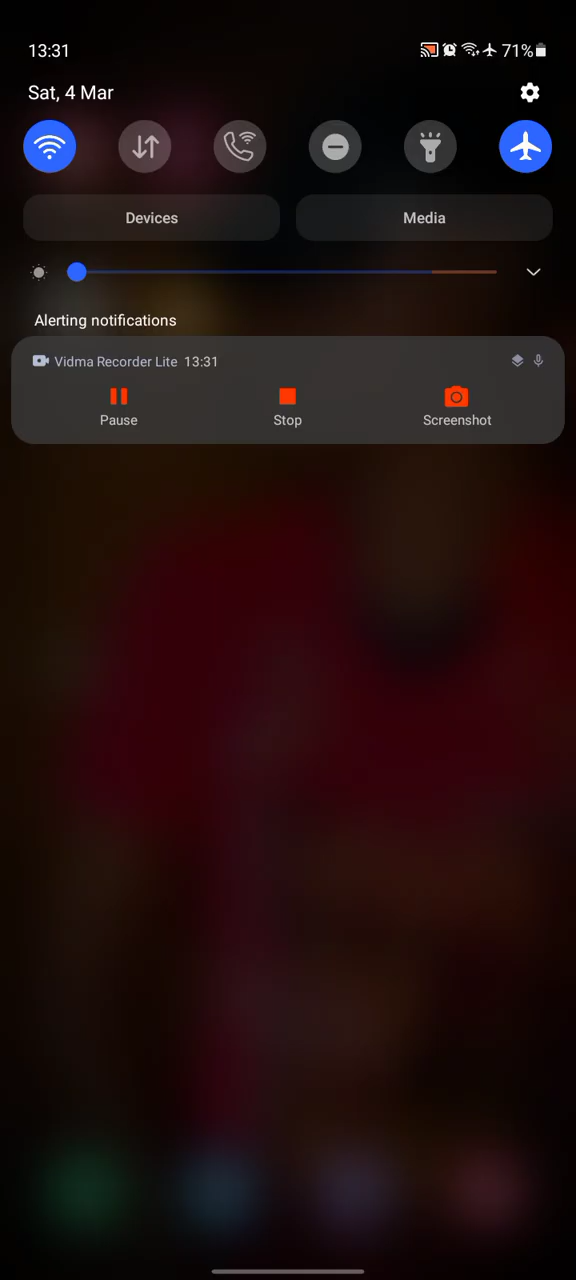 13:31
71%
Sat, 4 Mar
Devices
Media
Alerting notifications
Vidma Recorder Lite 13:31
Pause
Stop
Screenshot